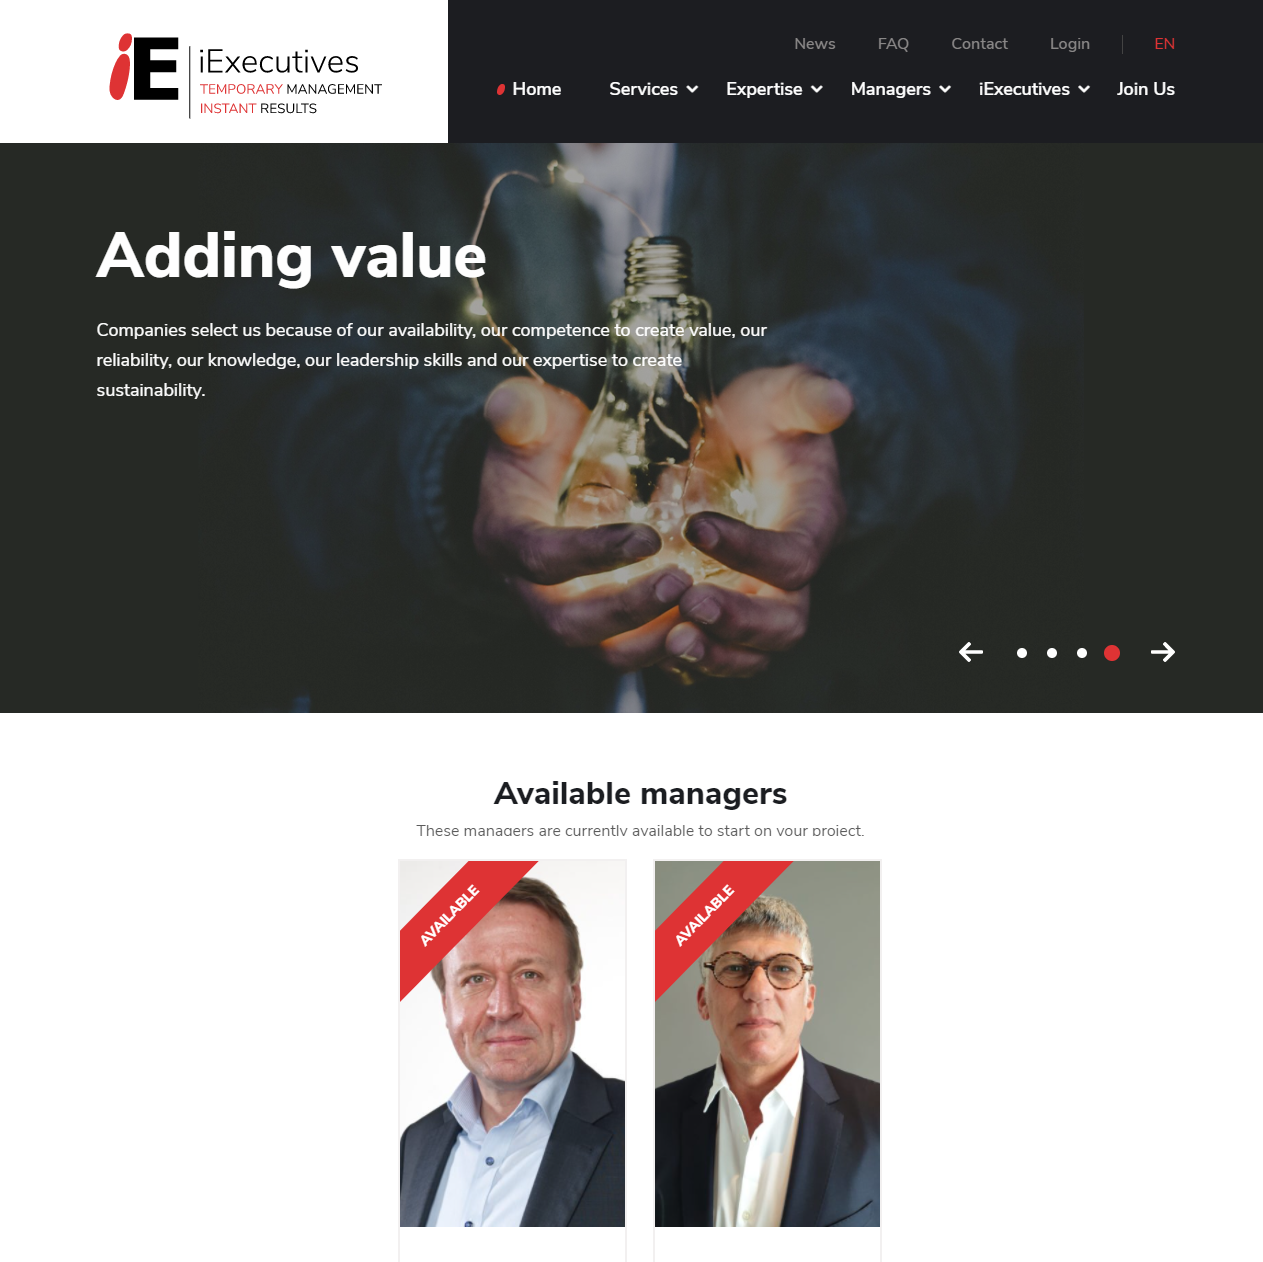 iE
iExecutives
TEMPORARY MANAGEMENT
INSTANT RESULTS
News FAQ Contact Login EN
Home Services Expertise Managers iExecutives Join Us
Adding value
Companies select us because of our availability, our competence to create value, our
reliability, our knowledge, our leadership skills and our expertise to create
sustainability.
Available managers
These managers are currently available to start on your project.
AVAILABLE
AVAILABLE